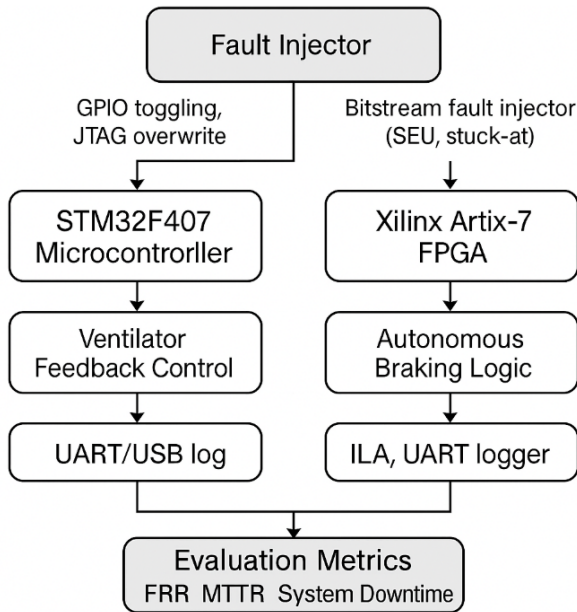 Fault Injector
GPIO toggling,
JTAG overwrite
Bitstream fault injector
(SEU, stuck-at)
STM32F407
Microcontrorller
Xilinx Artix-7
FPGA
Ventilator
Feedback Control
Autonomous
Braking Logic
UART/USB log
ILA, UART logger
Evaluation Metrics
FRR MTTR System Downtime